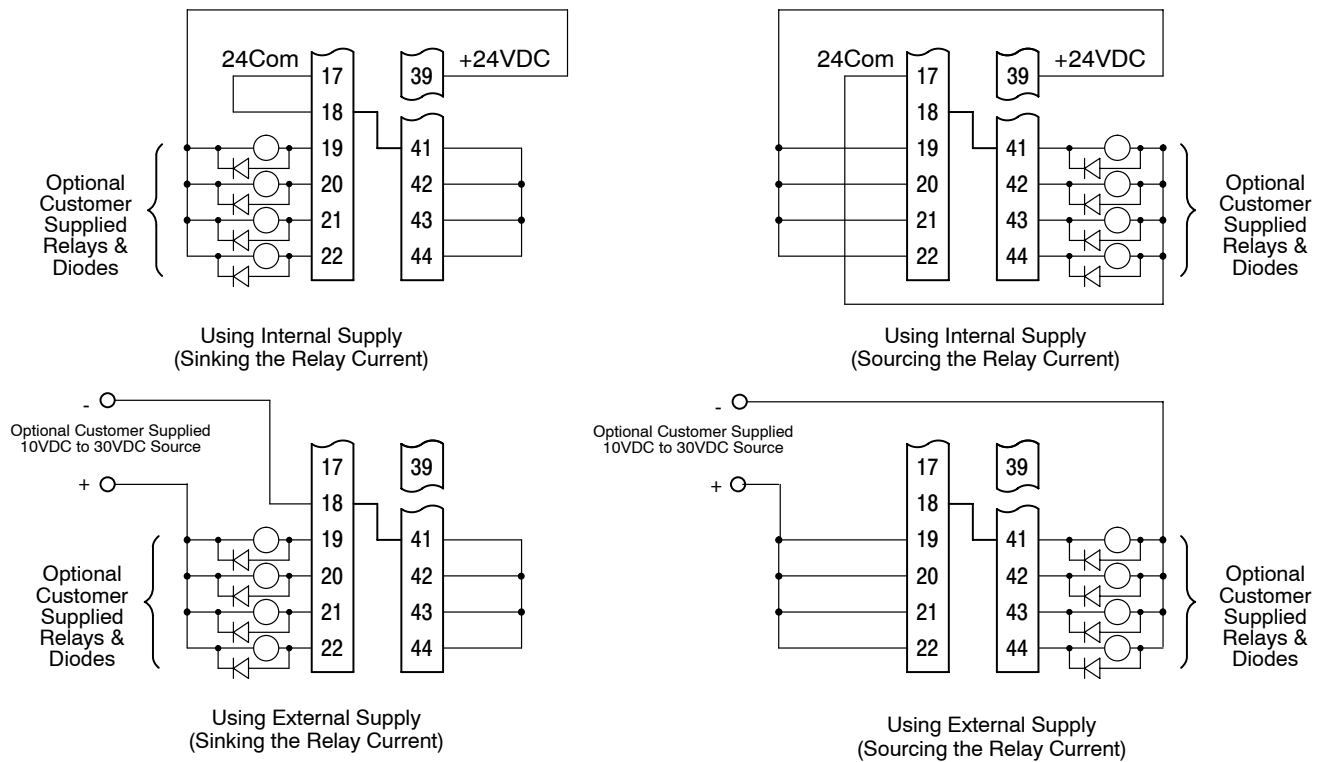 24Com
17
39
+24VDC
18
19
41
20
42
21
43
22
44
Optional
Customer
Supplied
Relays &
Diodes
Using Internal Supply
(Sinking the Relay Current)
24Com
17
39
+24VDC
18
19
41
20
42
21
43
22
44
Optional
Customer
Supplied
Relays &
Diodes
Using Internal Supply
(Sourcing the Relay Current)
-
Optional Customer Supplied
10VDC to 30VDC Source
+
17
39
18
19
41
20
42
21
43
22
44
Optional
Customer
Supplied
Relays &
Diodes
Using External Supply
(Sinking the Relay Current)
-
Optional Customer Supplied
10VDC to 30VDC Source
+
17
39
18
19
41
20
42
21
43
22
44
Optional
Customer
Supplied
Relays &
Diodes
Using External Supply
(Sourcing the Relay Current)